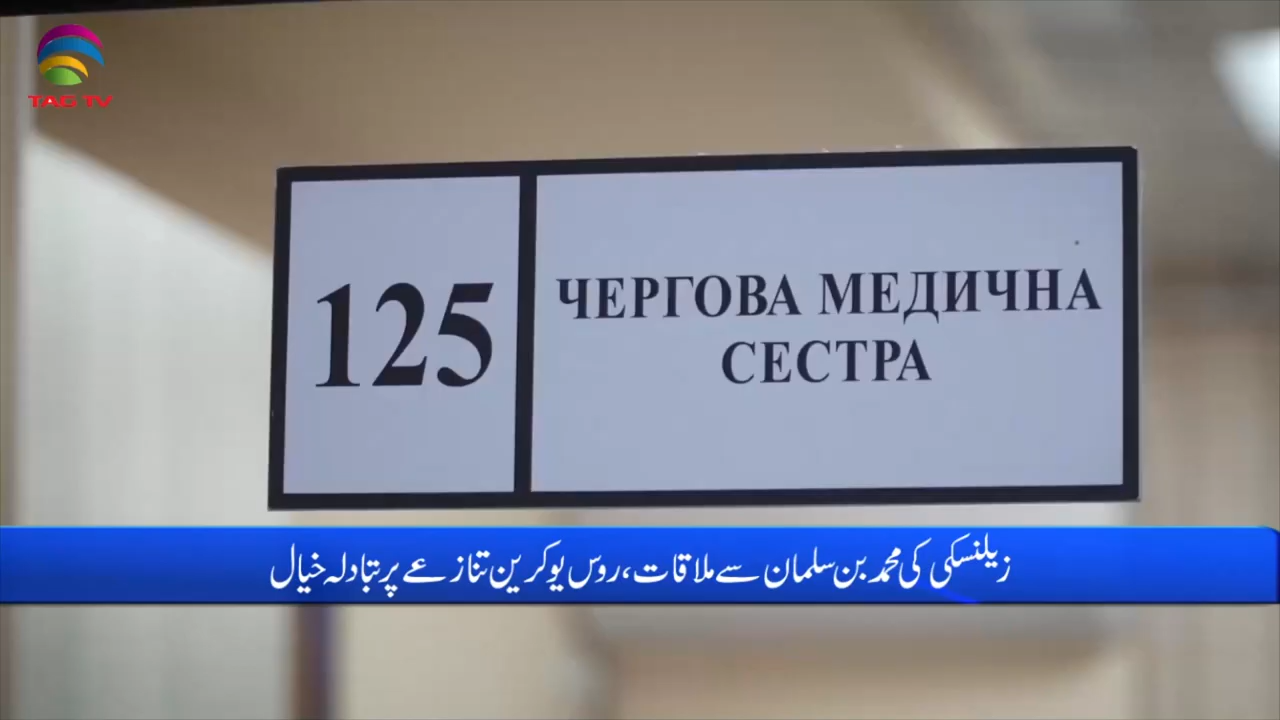 TAG TV
125
ЧЕРГОВА МЕДИЧНА
СЕСТРА
زیلنسکی کی محمد بن سلمان سے ملاقات، روس یوکرین تنازعے پر تبادلہ خیال